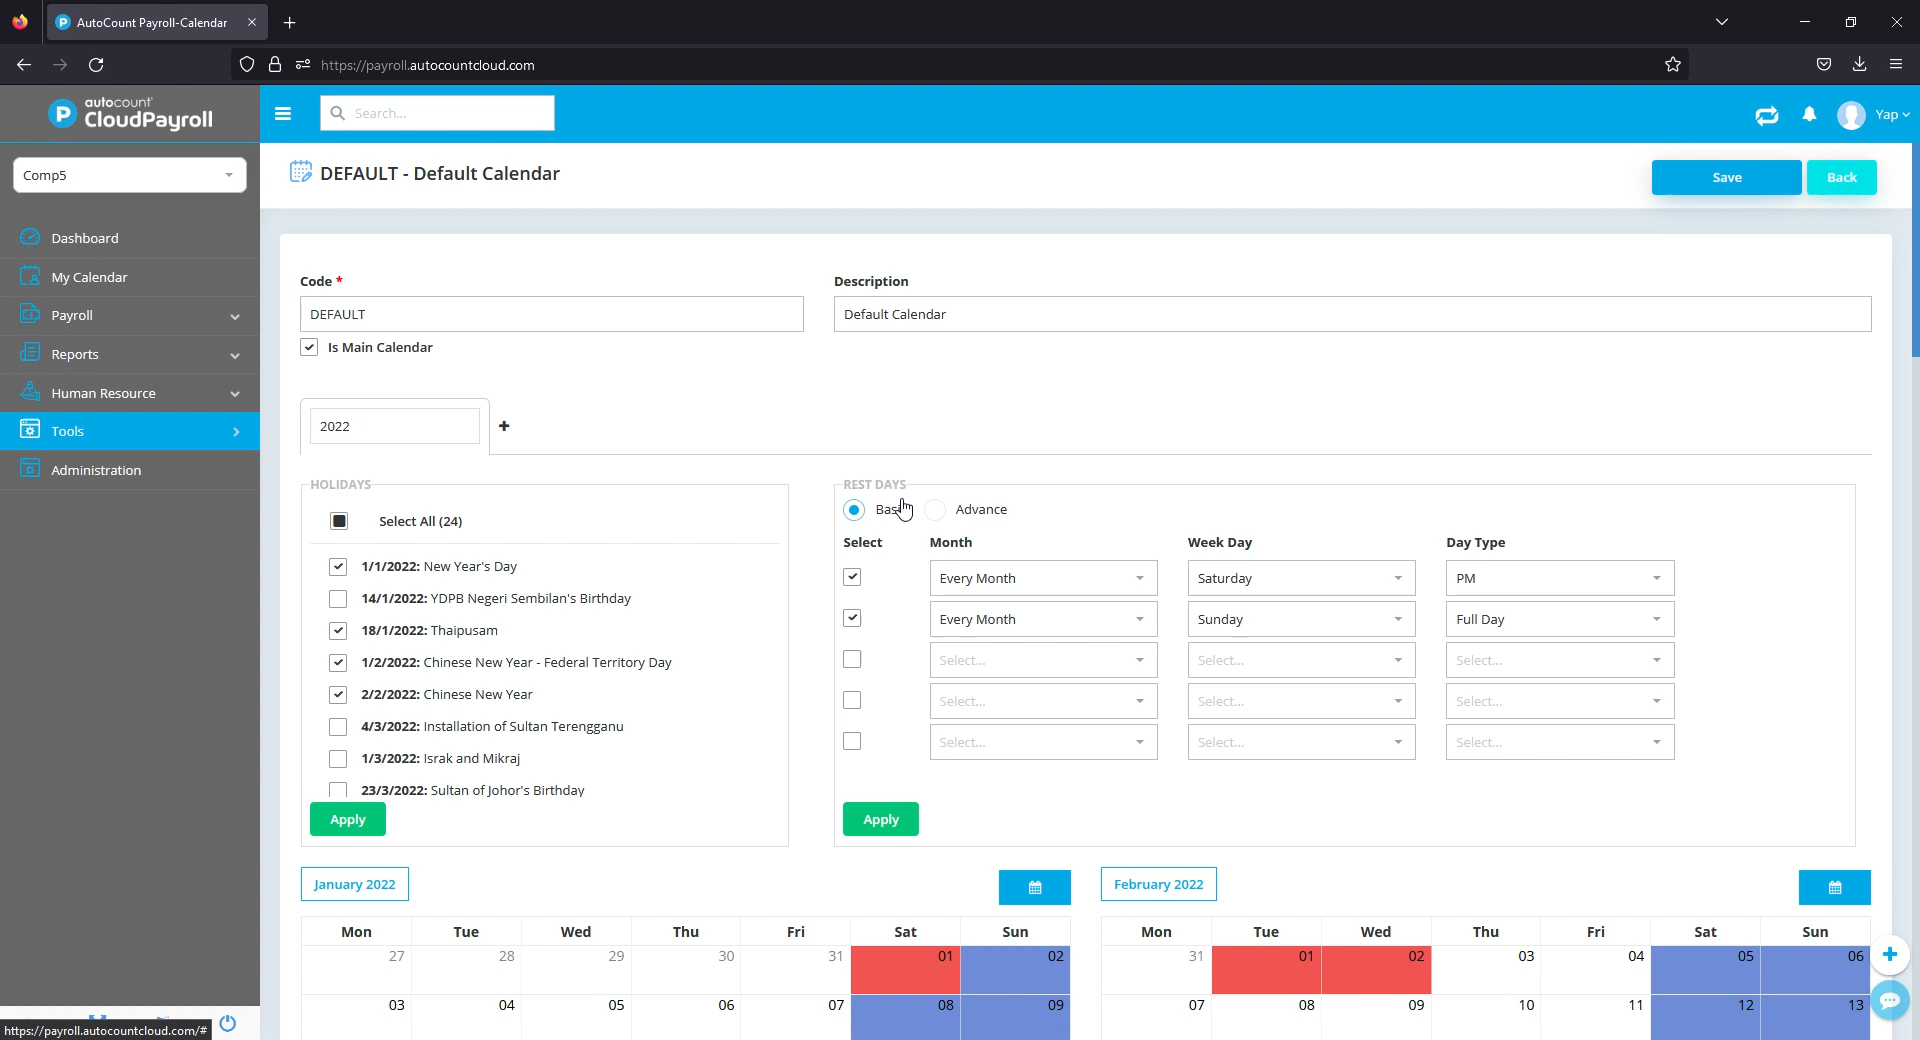 AutoCount Payroll-Calendar
https://payroll.autocountcloud.com
autocount
CloudPayroll
Search...
Yap
Comp5
DEFAULT - Default Calendar
Save
Back
Dashboard
My Calendar
Payroll
Reports
Human Resource
Tools
Administration
Code *
Description
DEFAULT
Default Calendar
Is Main Calendar
2022
HOLIDAYS
Select All (24)
1/1/2022: New Year's Day
14/1/2022: YDPB Negeri Sembilan's Birthday
18/1/2022: Thaipusam
1/2/2022: Chinese New Year - Federal Territory Day
2/2/2022: Chinese New Year
4/3/2022: Installation of Sultan Terengganu
1/3/2022: Israk and Mikraj
23/3/2022: Sultan of Johor's Birthday
Apply
REST DAYS
Advance
Select Month Week Day Day Type
Every Month Saturday PM
Every Month Sunday Full Day
Select... Select... Select...
Select... Select... Select...
Select... Select... Select...
Apply
January 2022
Mon Tue Wed Thu Fri Sat Sun
27 28 29 30 31 01 02
03 04 05 06 07 08 09
February 2022
Mon Tue Wed Thu Fri Sat Sun
31 01 02 03 04 05 06
07 08 09 10 11 12 13
https://payroll.autocountcloud.com/#